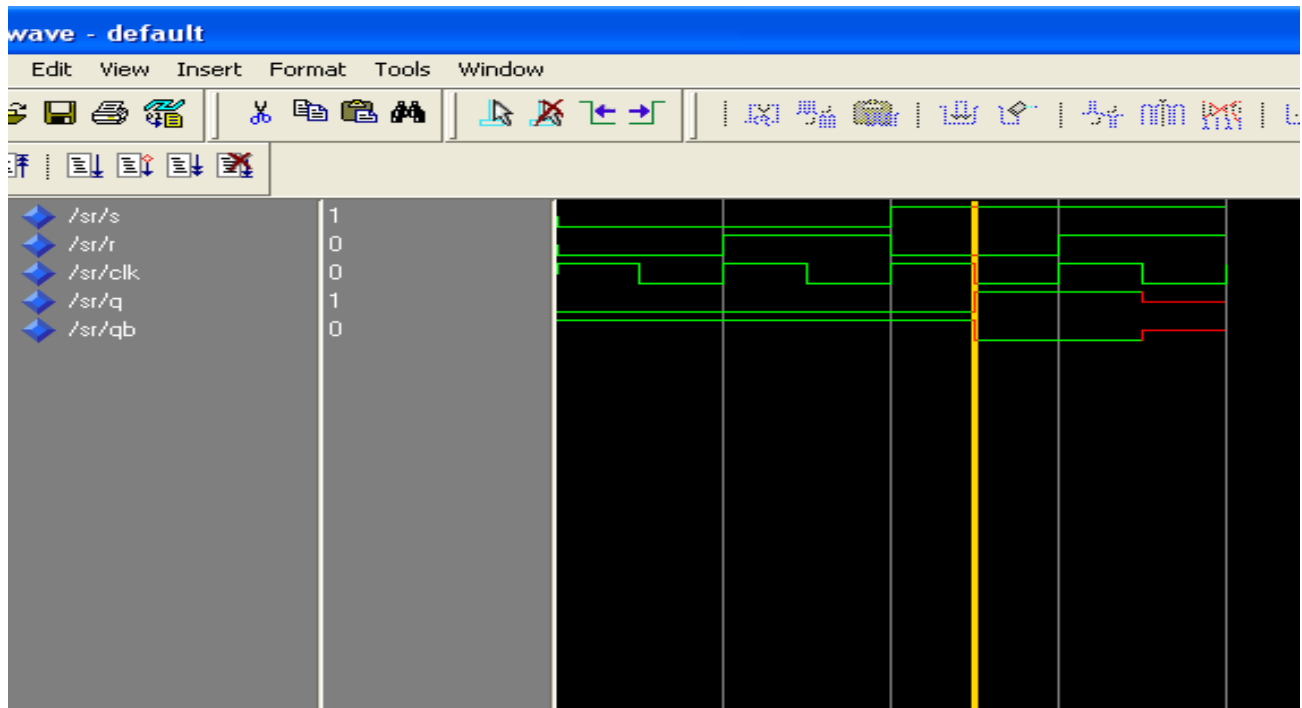 wave - default
Edit View Insert Format Tools Window
/sr/s 1
/sr/r 0
/sr/clk 0
/sr/q 1
/sr/qb 0